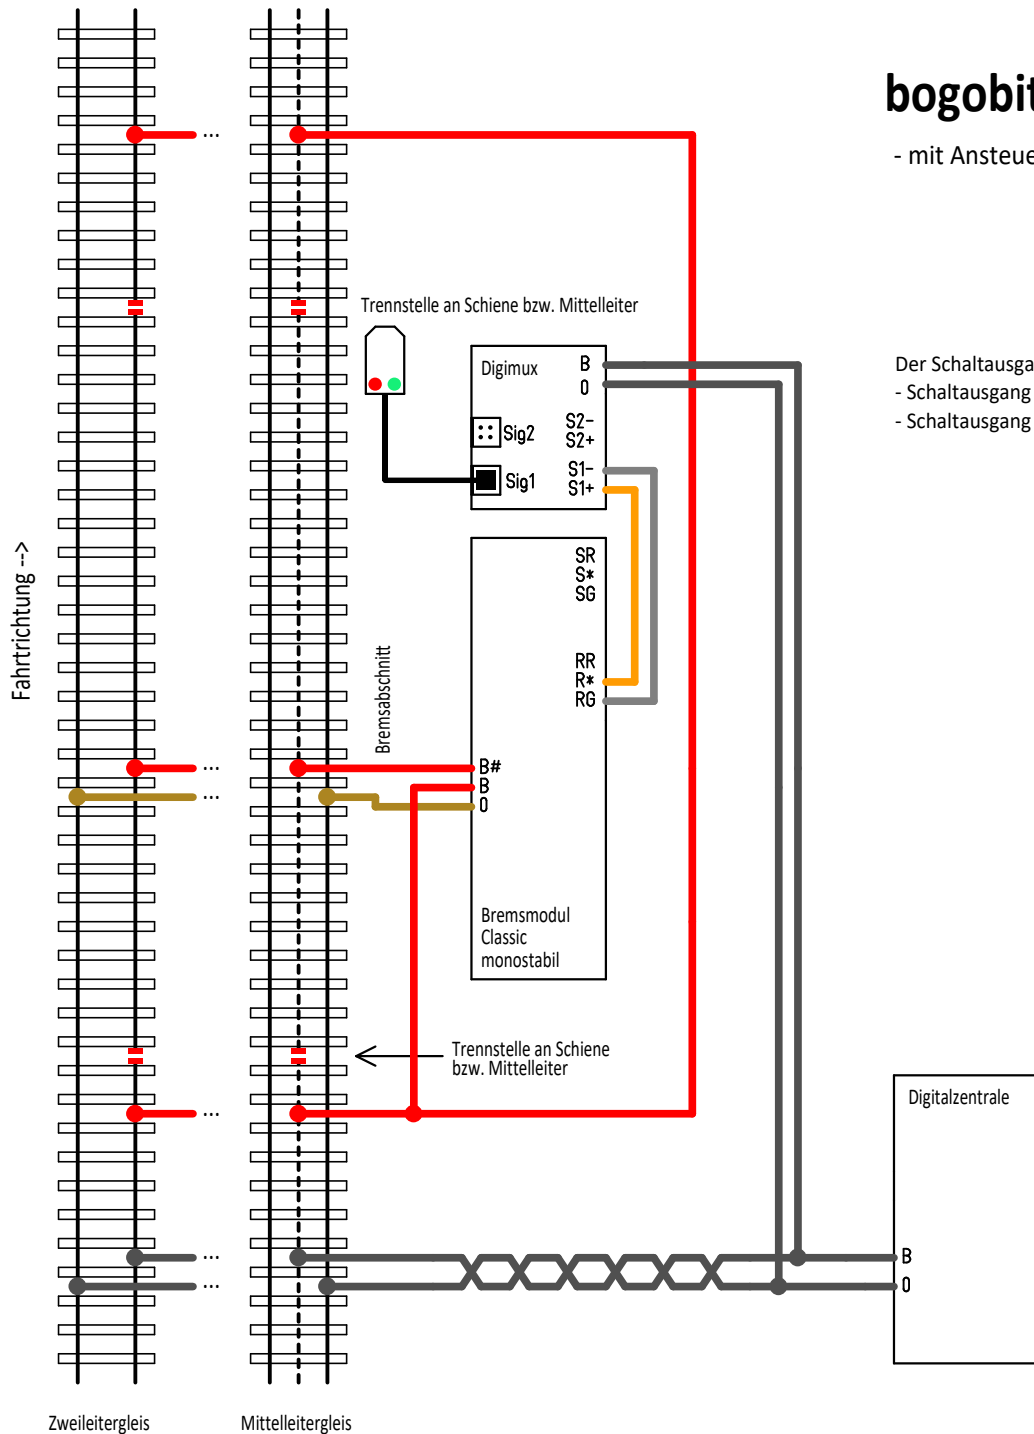 bogobit
- mit Ansteue
...
...
Trennstelle an Schiene bzw. Mittelleiter
Digimux
B
0
S2-
S2+
Sig2
S1-
S1+
Sig1
Der Schaltausga
- Schaltausgang
- Schaltausgang
Fahrtrichtung -->
SR
S*
SG
RR
R*
RG
Bremsabschnitt
...
...
B#
B
0
Bremsmodul
Classic
monostabil
Trennstelle an Schiene
bzw. Mittelleiter
...
Digitalzentrale
...
...
B
0
Zweileitergleis
Mittelleitergleis